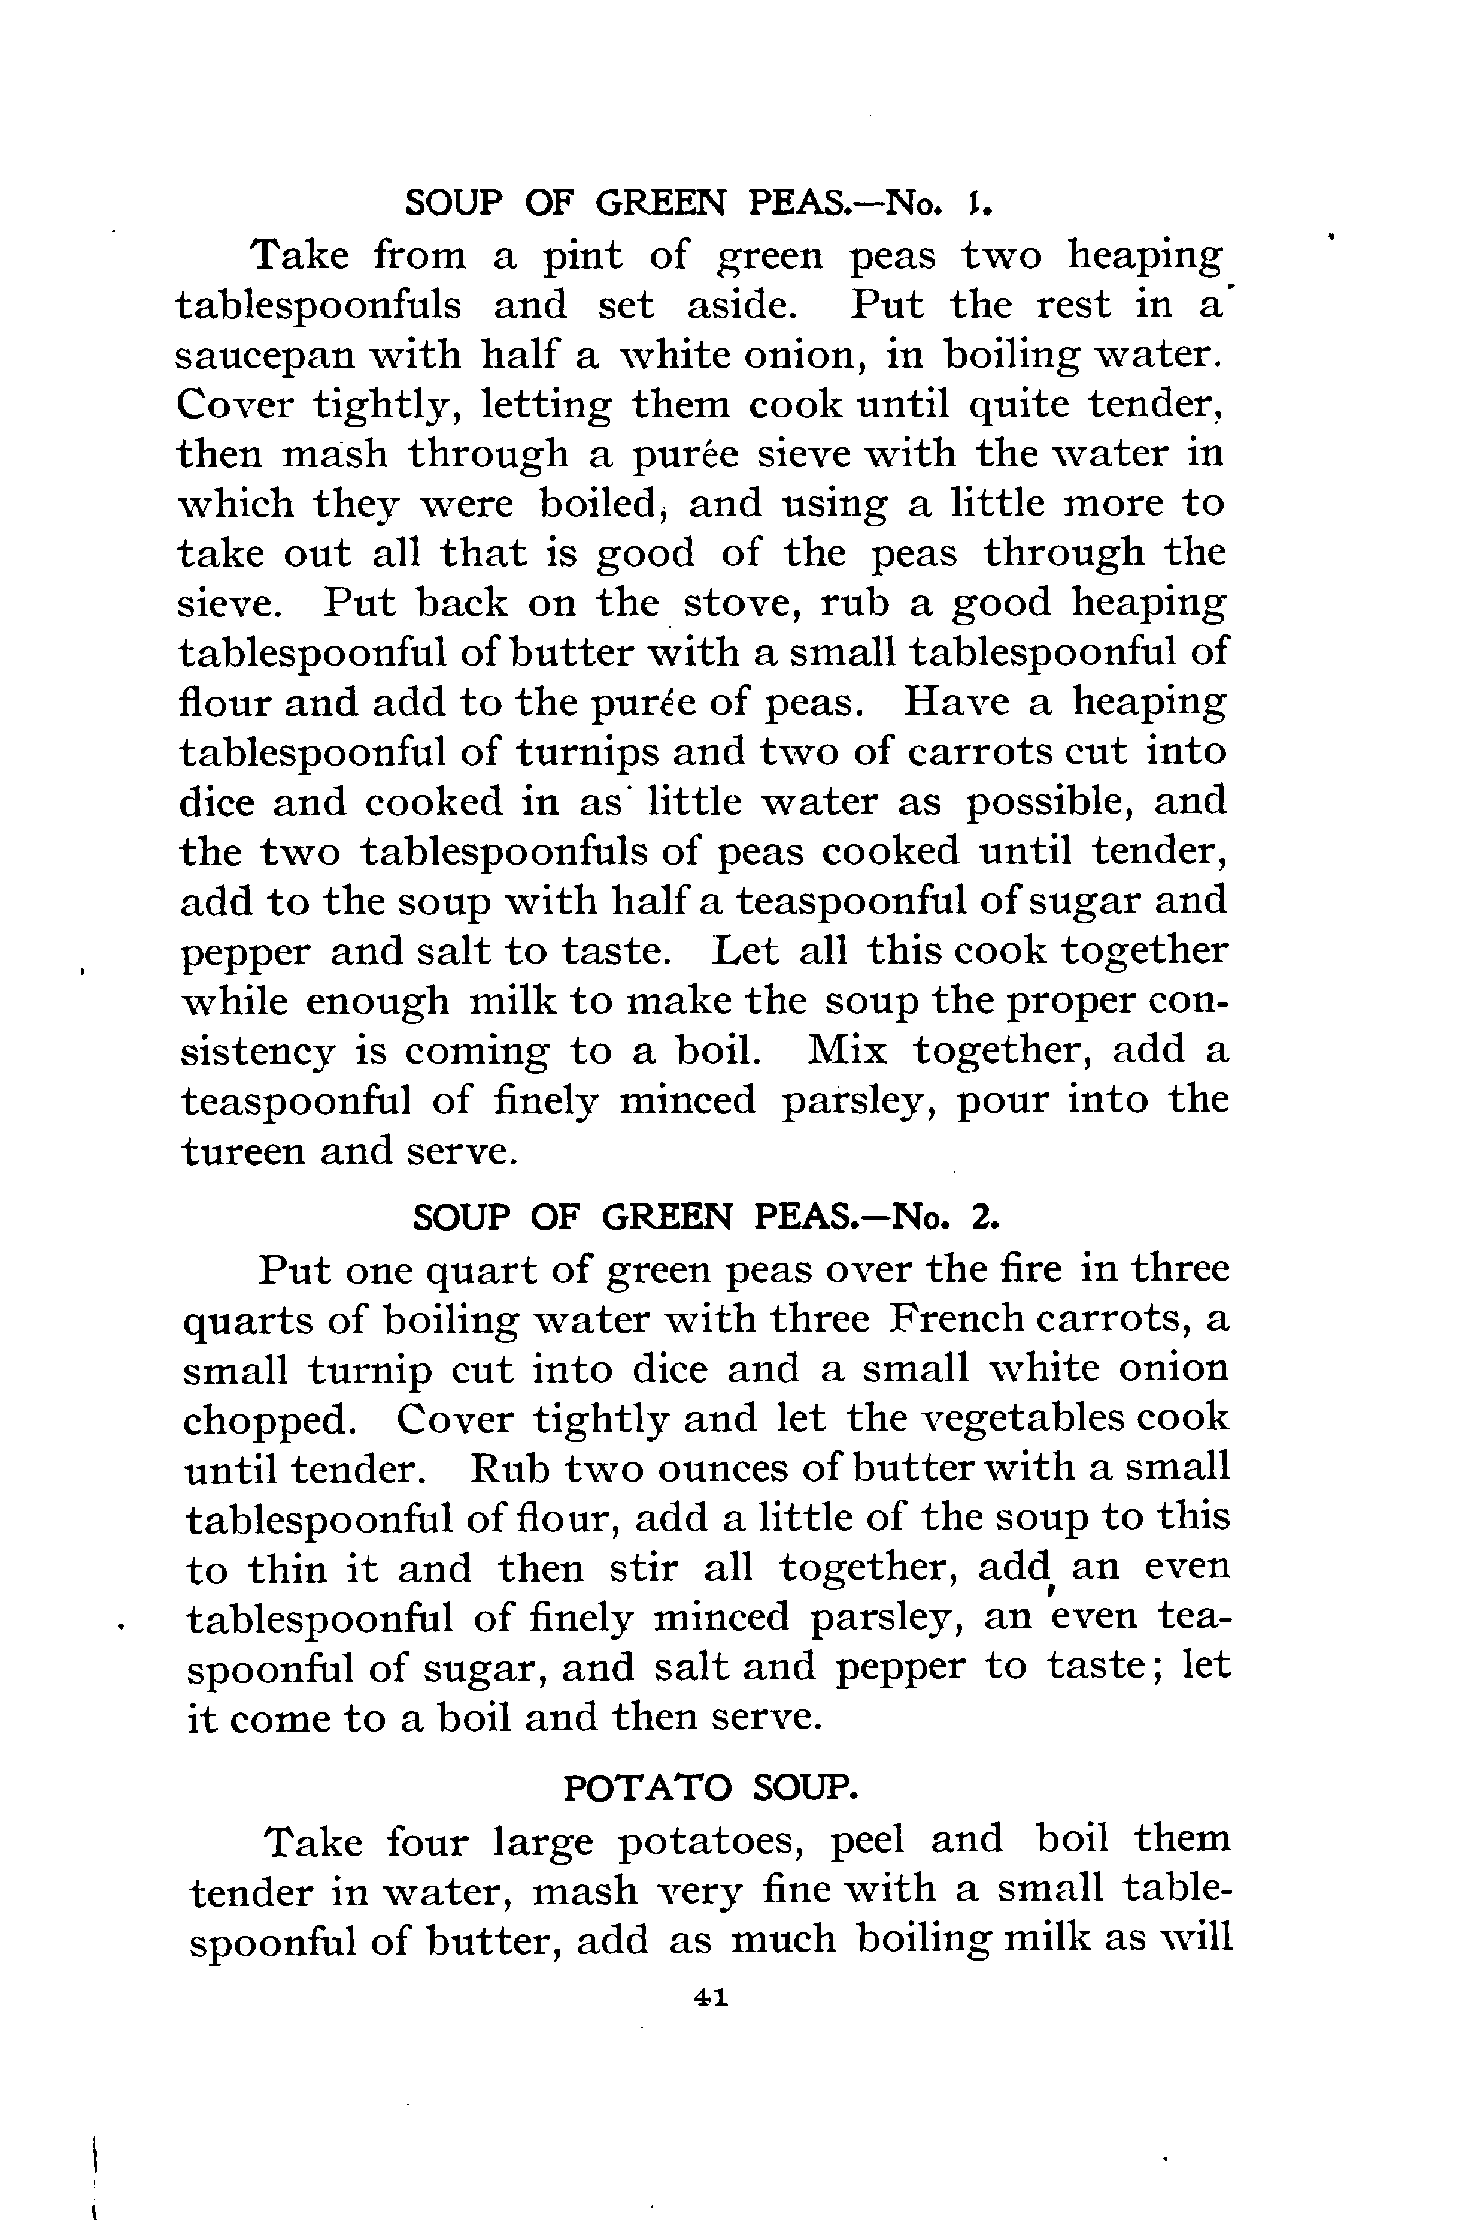 SOUP OF GREEN PEAS.—No. 1.
Take from a pint of green peas two heaping
tablespoonfuls and set aside. Put the rest in a
saucepan with half a white onion, in boiling water.
Cover tightly, letting them cook until quite tender,
then mash through a purée sieve with the water in
which they were boiled, and using a little more to
take out all that is good of the peas through the
sieve. Put back on the stove, rub a good heaping
tablespoonful of butter with a small tablespoonful of
flour and add to the purée of peas. Have a heaping
tablespoonful of turnips and two of carrots cut into
dice and cooked in as little water as possible, and
the two tablespoonfuls of peas cooked until tender,
add to the soup with half a teaspoonful of sugar and
pepper and salt to taste. Let all this cook together
while enough milk to make the soup the proper con-
sistency is coming to a boil. Mix together, add a
teaspoonful of finely minced parsley, pour into the
tureen and serve.
SOUP OF GREEN PEAS.—No. 2.
Put one quart of green peas over the fire in three
quarts of boiling water with three French carrots, a
small turnip cut into dice and a small white onion
chopped. Cover tightly and let the vegetables cook
until tender. Rub two ounces of butter with a small
tablespoonful of flour, add a little of the soup to this
to thin it and then stir all together, add an even
tablespoonful of finely minced parsley, an even tea-
spoonful of sugar, and salt and pepper to taste; let
it come to a boil and then serve.
POTATO SOUP.
Take four large potatoes, peel and boil them
tender in water, mash very fine with a small table-
spoonful of butter, add as much boiling milk as will
41